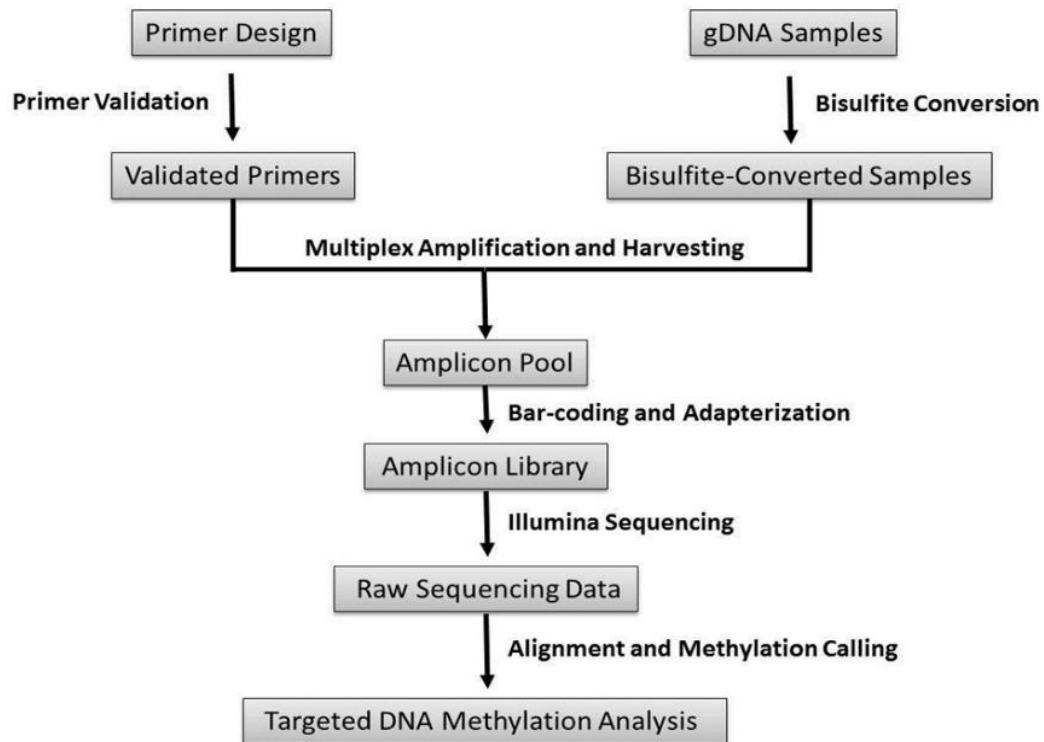 Primer Design
gDNA Samples
Primer Validation
Bisulfite Conversion
Validated Primers
Bisulfite-Converted Samples
Multiplex Amplification and Harvesting
Amplicon Pool
Bar-coding and Adapterization
Amplicon Library
Illumina Sequencing
Raw Sequencing Data
Alignment and Methylation Calling
Targeted DNA Methylation Analysis